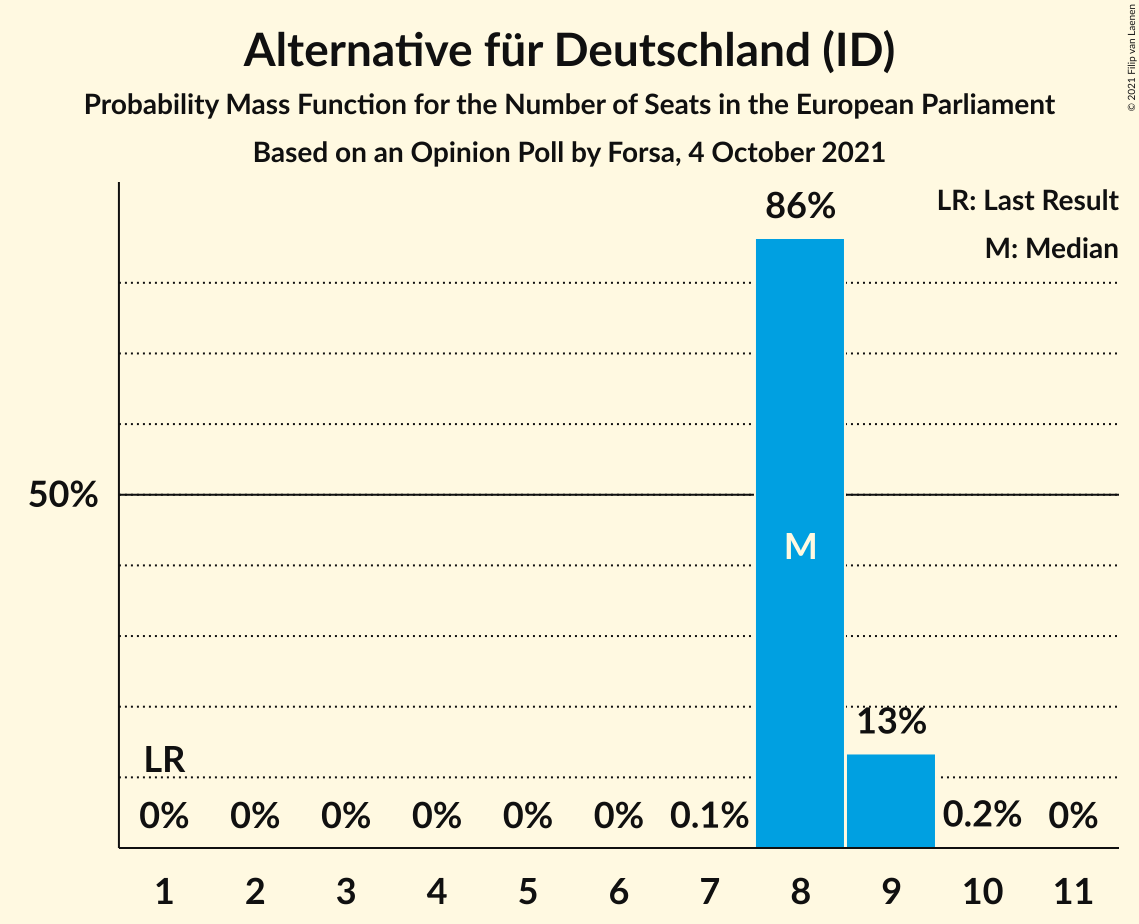 Alternative für Deutschland (ID)
Probability Mass Function for the Number of Seats in the European Parliament
Based on an Opinion Poll by Forsa, 4 October 2021
© 2021 Filip van Laenen
LR: Last Result
M: Median
86%
50%
M
13%
LR
0% 0% 0% 0% 0% 0% 0.1% 0.2% 0%
1 2 3 4 5 6 7 8 9 10 11